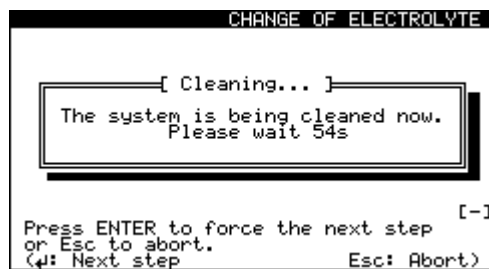 CHANGE OF ELECTROLYTE
[ Cleaning... ]
The system is being cleaned now.
Please wait 54s
[-]
Press ENTER to force the next step
or Esc to abort.
(↵: Next step Esc: Abort)